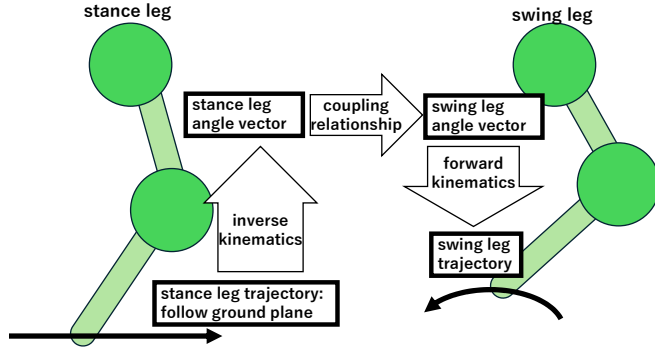 stance leg
swing leg
stance leg
angle vector
coupling
relationship
swing leg
angle vector
forward
kinematics
inverse
kinematics
swing leg
trajectory
stance leg trajectory:
follow ground plane